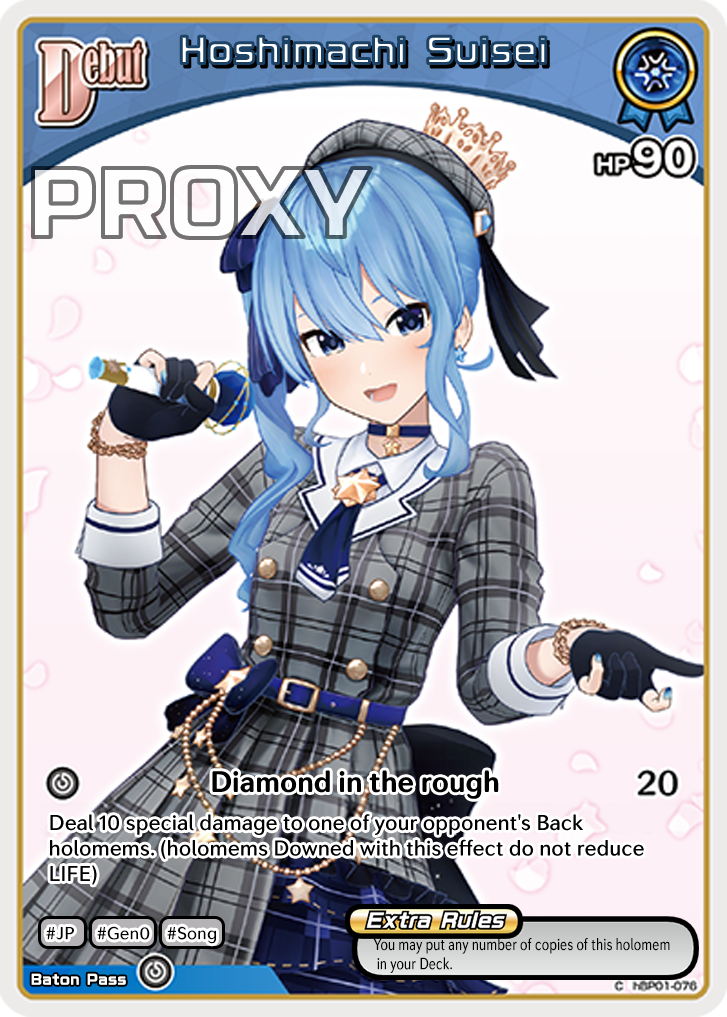 Debut
Hoshimachi Suisei
HP 90
PROXY
Diamond in the rough 20
Deal 10 special damage to one of your opponent's Back
holomems. (holomems Downed with this effect do not reduce
LIFE)
#JP #Gen0 #Song
Extra Rules
You may put any number of copies of this holomem
in your Deck.
Baton Pass
C hBP01-076